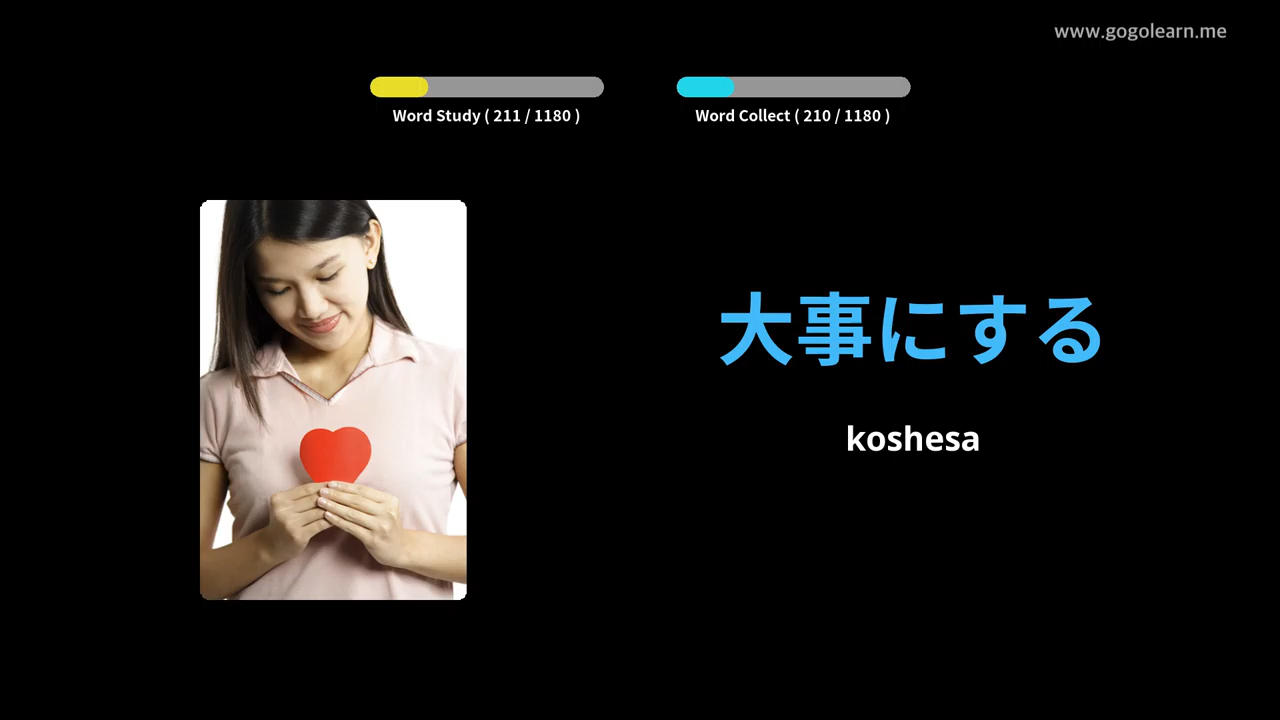 www.gogolearn.me
Word Study ( 211 / 1180 )
Word Collect ( 210 / 1180 )
大事にする
koshesa